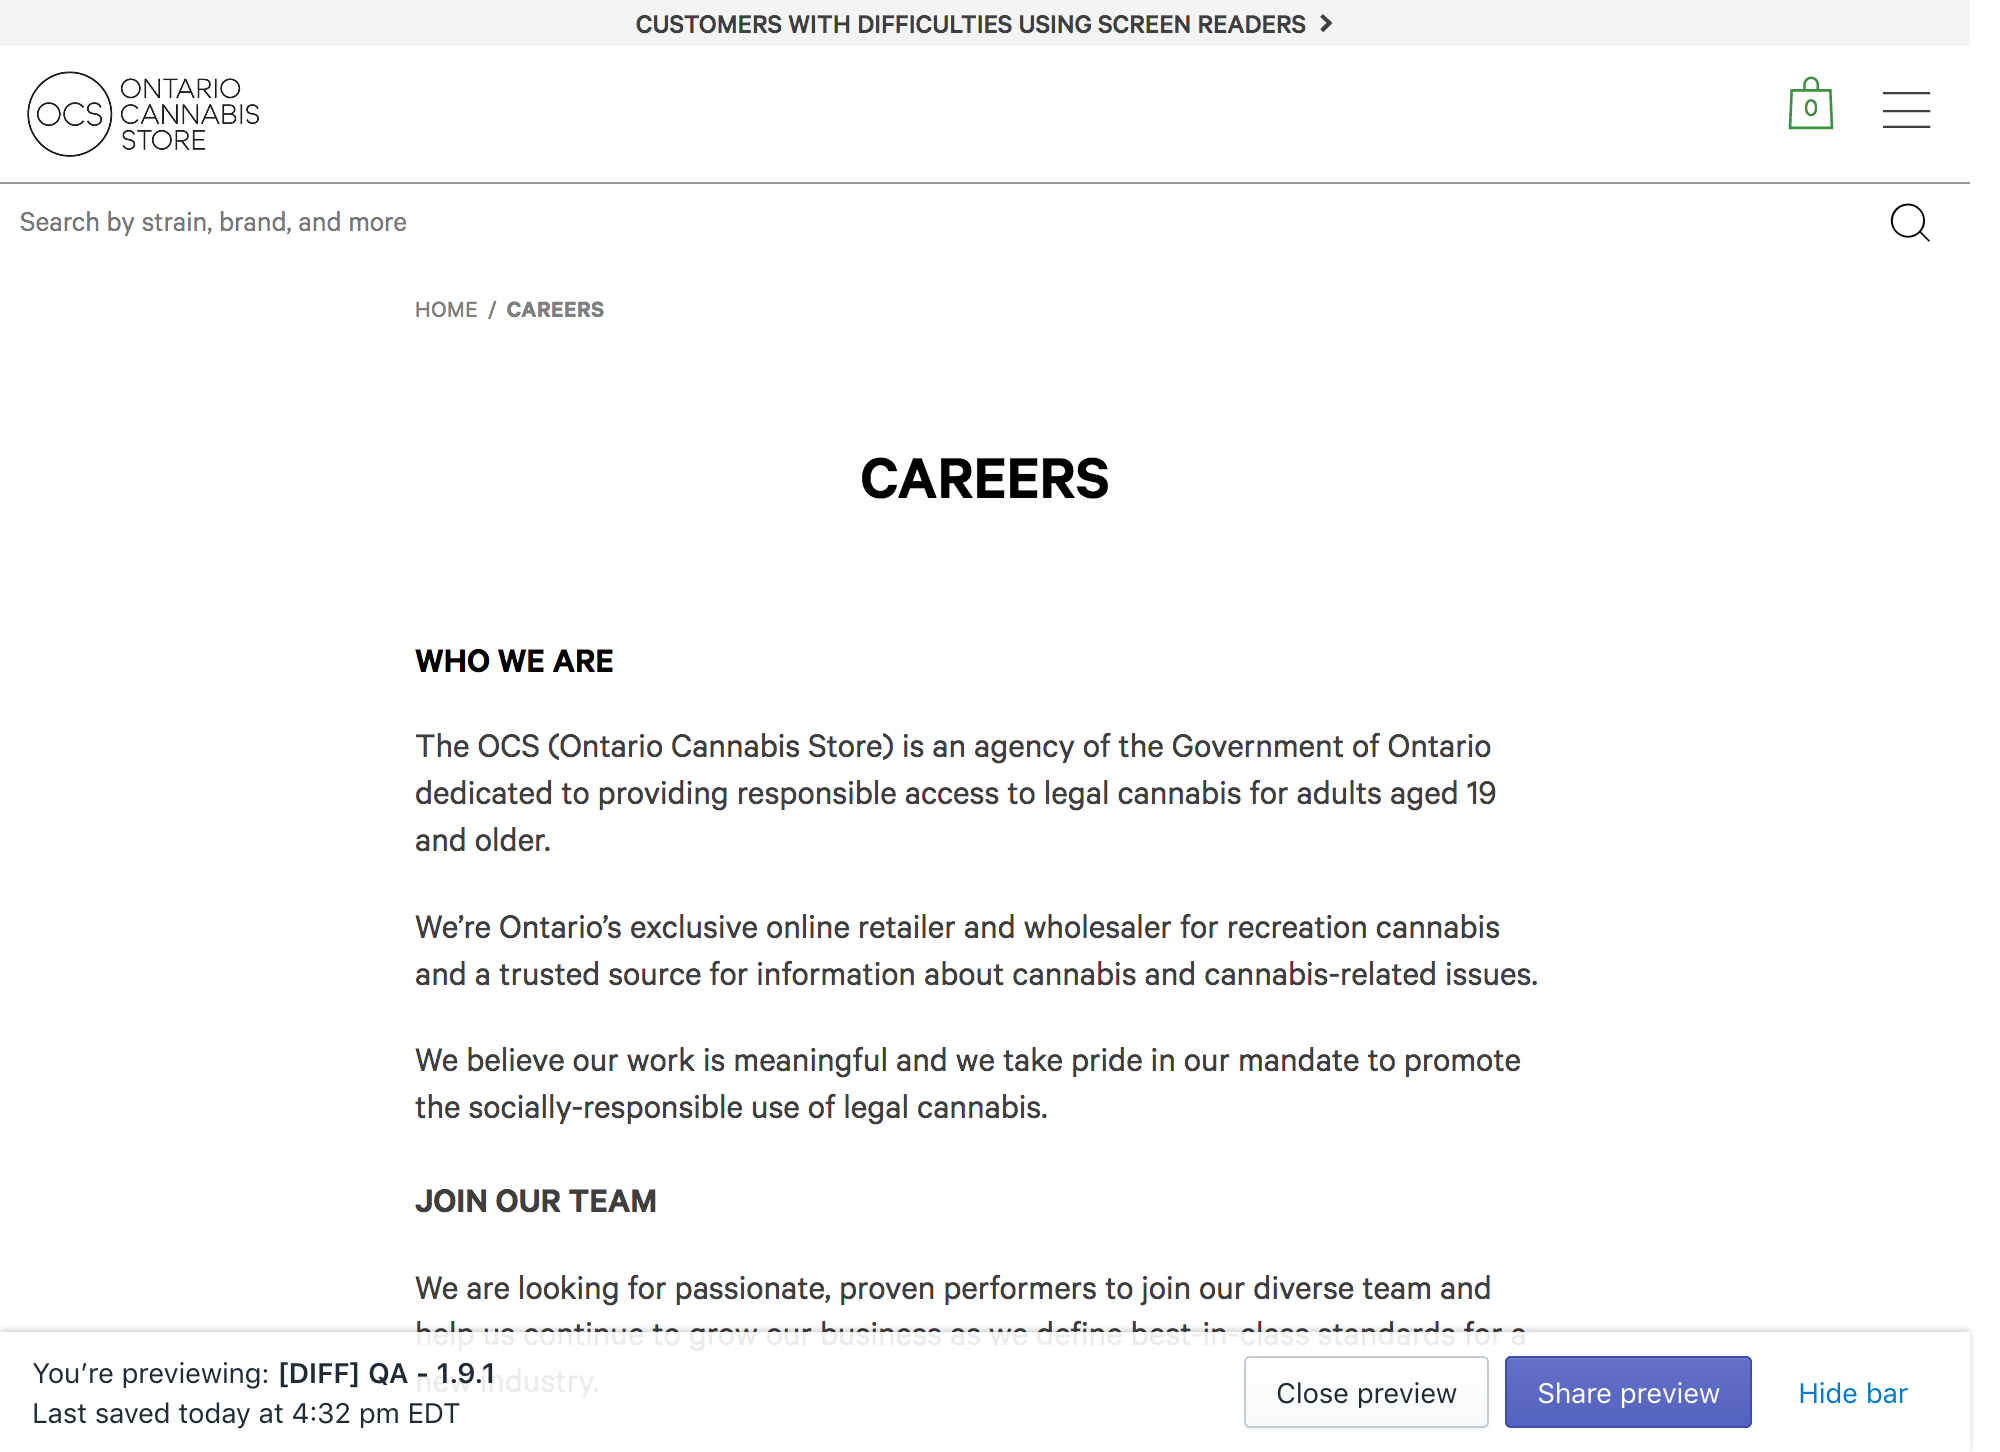 CUSTOMERS WITH DIFFICULTIES USING SCREEN READERS
OCS
ONTARIO
CANNABIS
STORE
0
Search by strain, brand, and more
HOME / CAREERS
CAREERS
WHO WE ARE
The OCS (Ontario Cannabis Store) is an agency of the Government of Ontario
dedicated to providing responsible access to legal cannabis for adults aged 19
and older.
We’re Ontario’s exclusive online retailer and wholesaler for recreation cannabis
and a trusted source for information about cannabis and cannabis-related issues.
We believe our work is meaningful and we take pride in our mandate to promote
the socially-responsible use of legal cannabis.
JOIN OUR TEAM
We are looking for passionate, proven performers to join our diverse team and
help us continue to grow our business as we define best-in-class standards for a
new industry.
You’re previewing: [DIFF] QA - 1.9.1
Last saved today at 4:32 pm EDT
Close preview
Share preview
Hide bar